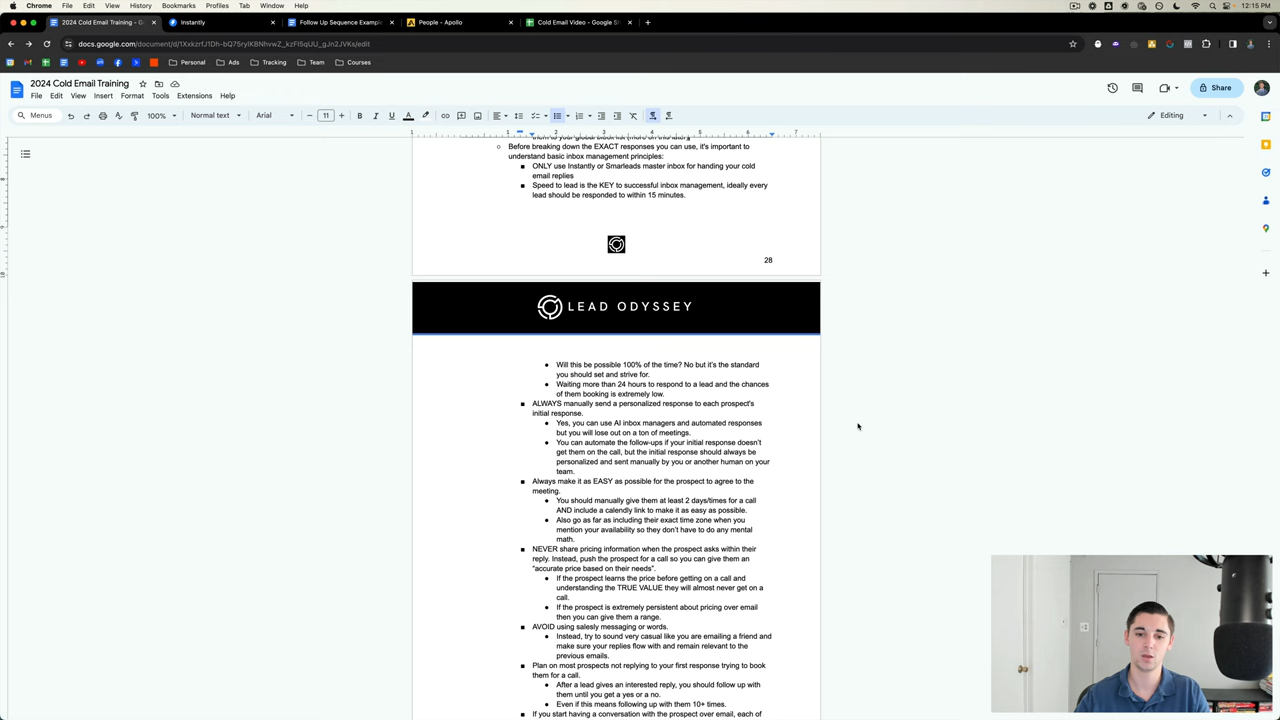 Chrome File Edit View History Bookmarks Profiles Tab Window Help
12:15 PM
2024 Cold Email Training - G
Instantly
Follow Up Sequence Exampl
People - Apollo
Cold Email Video - Google Sh
Personal Ads Tracking Team Courses
2024 Cold Email Training
File Edit View Insert Format Tools Extensions Help
Share
Menus
100%
Normal text
Arial
11
Editing
Before breaking down the EXACT responses you can use, it's important to
understand basic inbox management principles:
ONLY use Instantly or Smarleads master inbox for handing your cold
email replies
Speed to lead is the KEY to successful inbox management, ideally every
lead should be responded to within 15 minutes.
28
LEAD ODYSSEY
Will this be possible 100% of the time? No but it's the standard
you should set and strive for.
Waiting more than 24 hours to respond to a lead and the chances
of them booking is extremely low.
ALWAYS manually send a personalized response to each prospect's
initial response.
Yes, you can use AI inbox managers and automated responses
but you will lose out on a ton of meetings.
You can automate the follow-ups if your initial response doesn't
get them on the call, but the initial response should always be
personalized and sent manually by you or another human on your
team.
Always make it as EASY as possible for the prospect to agree to the
meeting.
You should manually give them at least 2 days/times for a call
AND include a calendly link to make it as easy as possible.
Also go as far as including their exact time zone when you
mention your availability so they don't have to do any mental
math.
NEVER share pricing information when the prospect asks within their
reply. Instead, push the prospect for a call so you can give them an
"accurate price based on their needs".
If the prospect learns the price before getting on a call and
understanding the TRUE VALUE they will almost never get on a
call.
If the prospect is extremely persistent about pricing over email
then you can give them a range.
AVOID using salesly messaging or words.
Instead, try to sound very casual like you are emailing a friend and
make sure your replies flow with and remain relevant to the
previous emails.
Plan on most prospects not replying to your first response trying to book
them for a call.
After a lead gives an interested reply, you should follow up with
them until you get a yes or a no.
Even if this means following up with them 10+ times.
If you start having a conversation with the prospect over email, each of